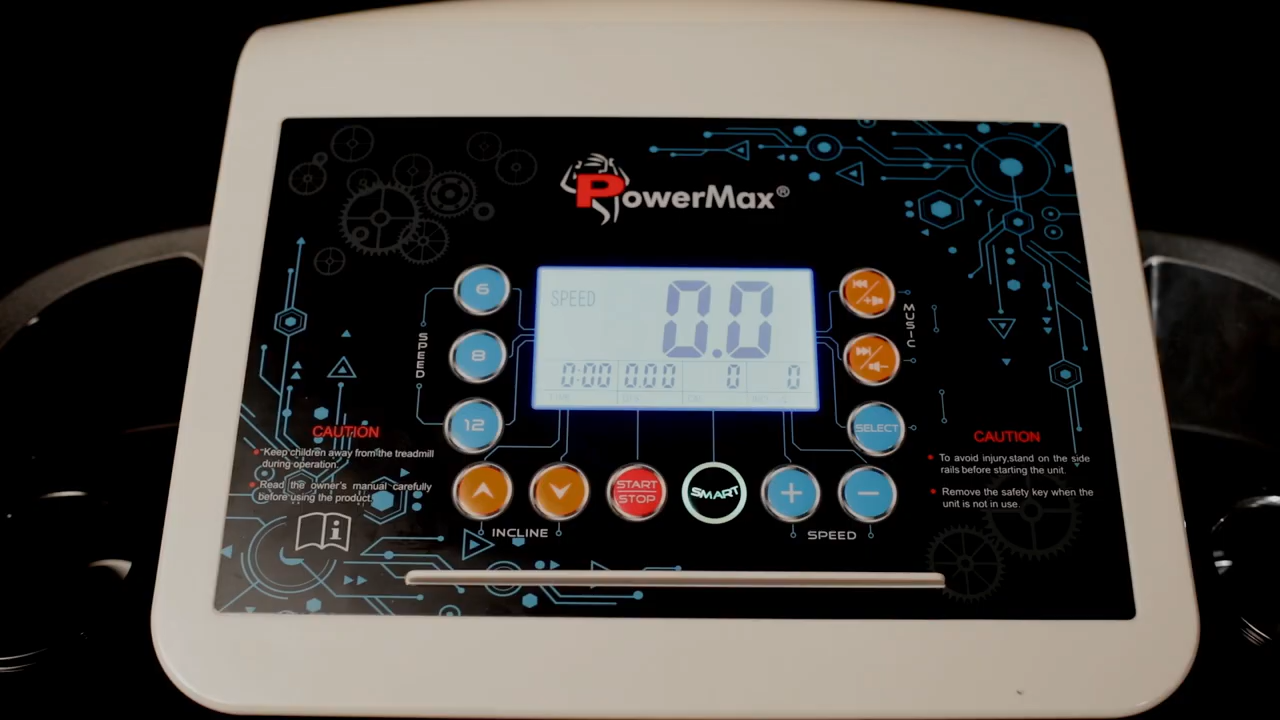 PowerMax®
6
8
12
SPEED
SPEED
0.0
0:00 0.00 0 0
MUSIC
SELECT
START
STOP
SMART
+
−
INCLINE
SPEED
CAUTION
• Keep children away from the treadmill
during operation.
• Read the owner's manual carefully
before using the product.
i
CAUTION
• To avoid injury,stand on the side
rails before starting the unit.
• Remove the safety key when the
unit is not in use.